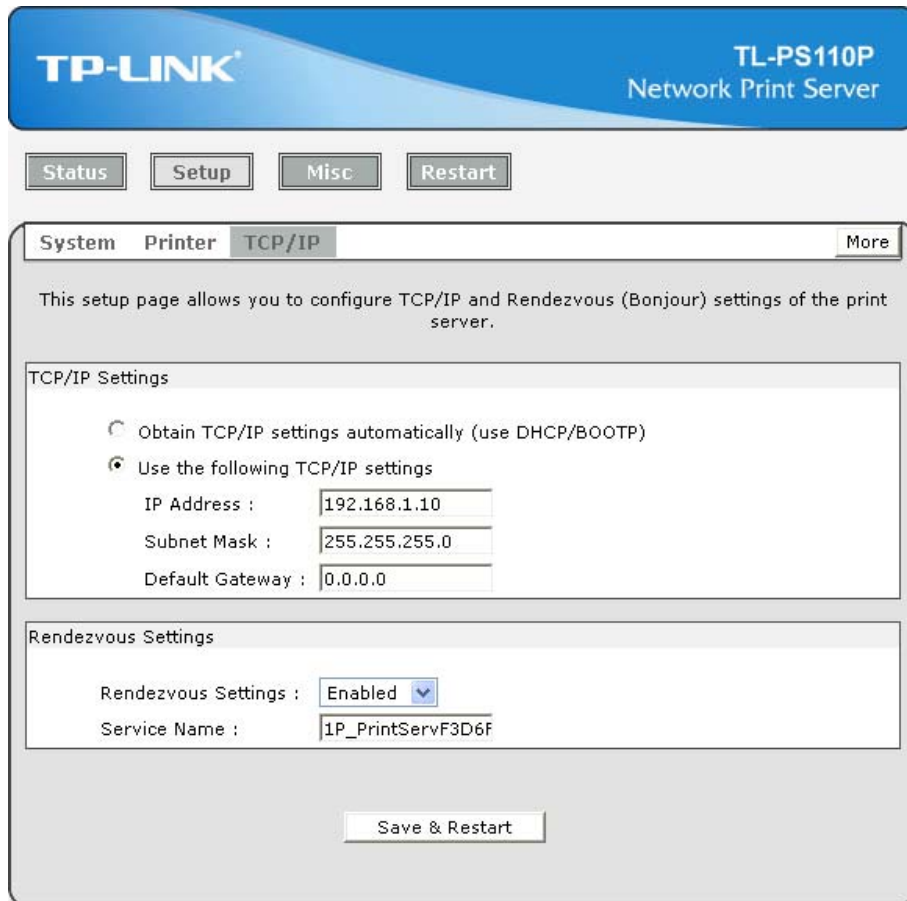 TP-LINK
TL-PS110P
Network Print Server
Status Setup Misc Restart
System Printer TCP/IP More
This setup page allows you to configure TCP/IP and Rendezvous (Bonjour) settings of the print
server.
TCP/IP Settings
Obtain TCP/IP settings automatically (use DHCP/BOOTP)
Use the following TCP/IP settings
IP Address : 192.168.1.10
Subnet Mask : 255.255.255.0
Default Gateway : 0.0.0.0
Rendezvous Settings
Rendezvous Settings : Enabled
Service Name : 1P_PrintServF3D6F
Save & Restart